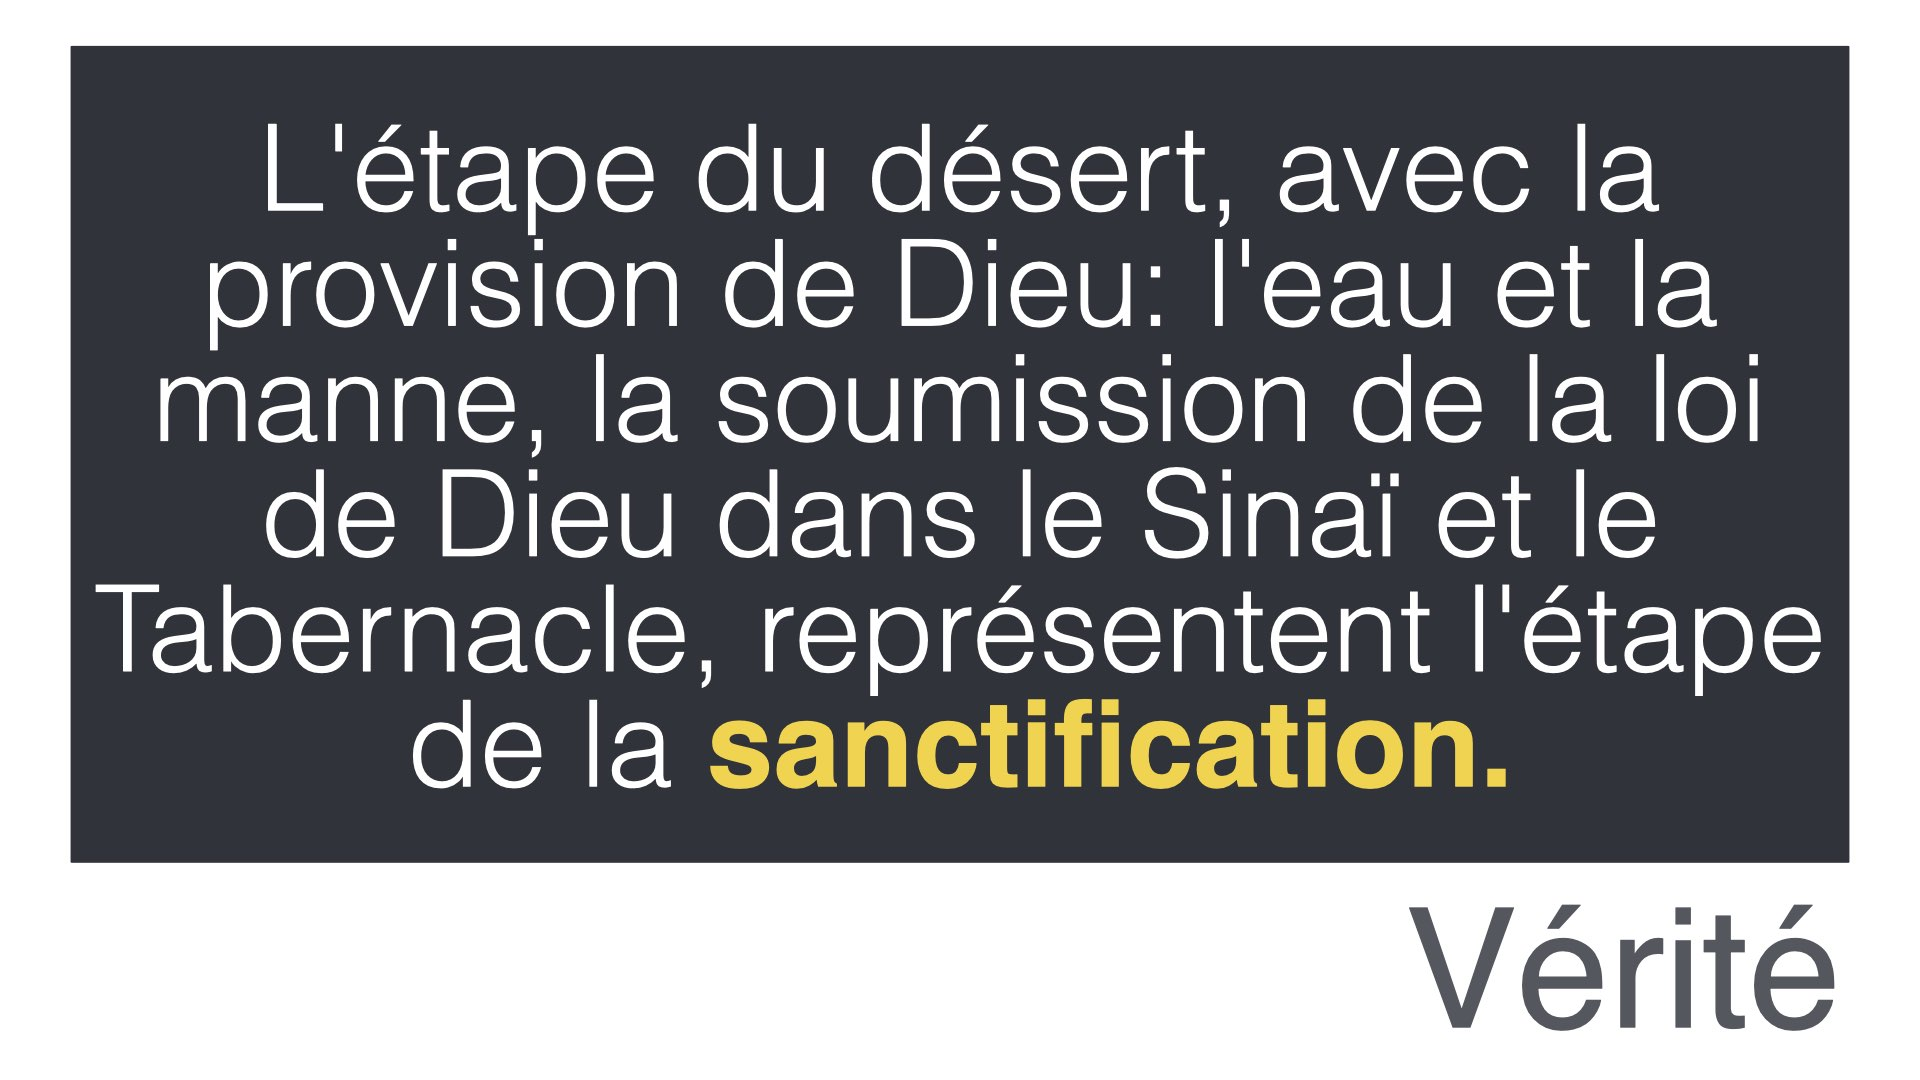 L'étape du désert, avec la
provision de Dieu: l'eau et la
manne, la soumission de la loi
de Dieu dans le Sinaï et le
Tabernacle, représentent l'étape
de la sanctification.
Vérité